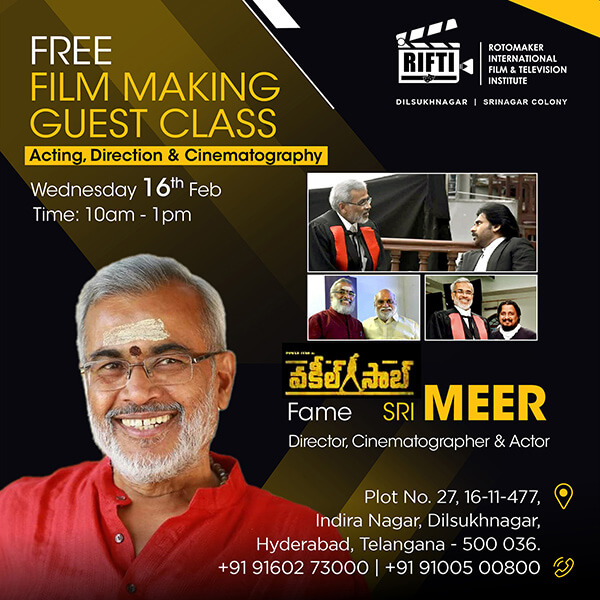 FREE
FILM MAKING
GUEST CLASS
Acting, Direction & Cinematography
Wednesday 16th Feb
Time: 10am - 1pm
RIFTI
ROTOMAKER
INTERNATIONAL
FILM & TELEVISION
INSTITUTE
DILSUKHNAGAR | SRINAGAR COLONY
వకీల్ సాబ్
Fame SRI MEER
Director, Cinematographer & Actor
Plot No. 27, 16-11-477,
Indira Nagar, Dilsukhnagar,
Hyderabad, Telangana - 500 036.
+91 91602 73000 | +91 91005 00800